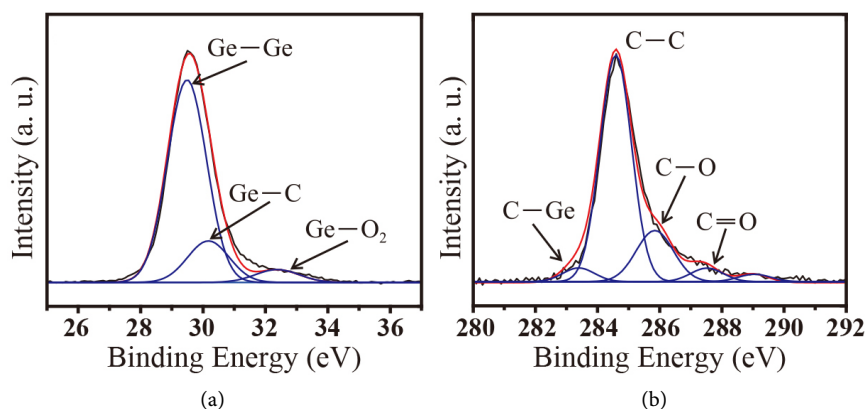 Ge—Ge
Ge—C
Ge—O₂
Intensity (a. u.)
26 28 30 32 34 36
Binding Energy (eV)
(a)
C—C
C—O
C—Ge
C=O
Intensity (a. u.)
280 282 284 286 288 290 292
Binding Energy (eV)
(b)